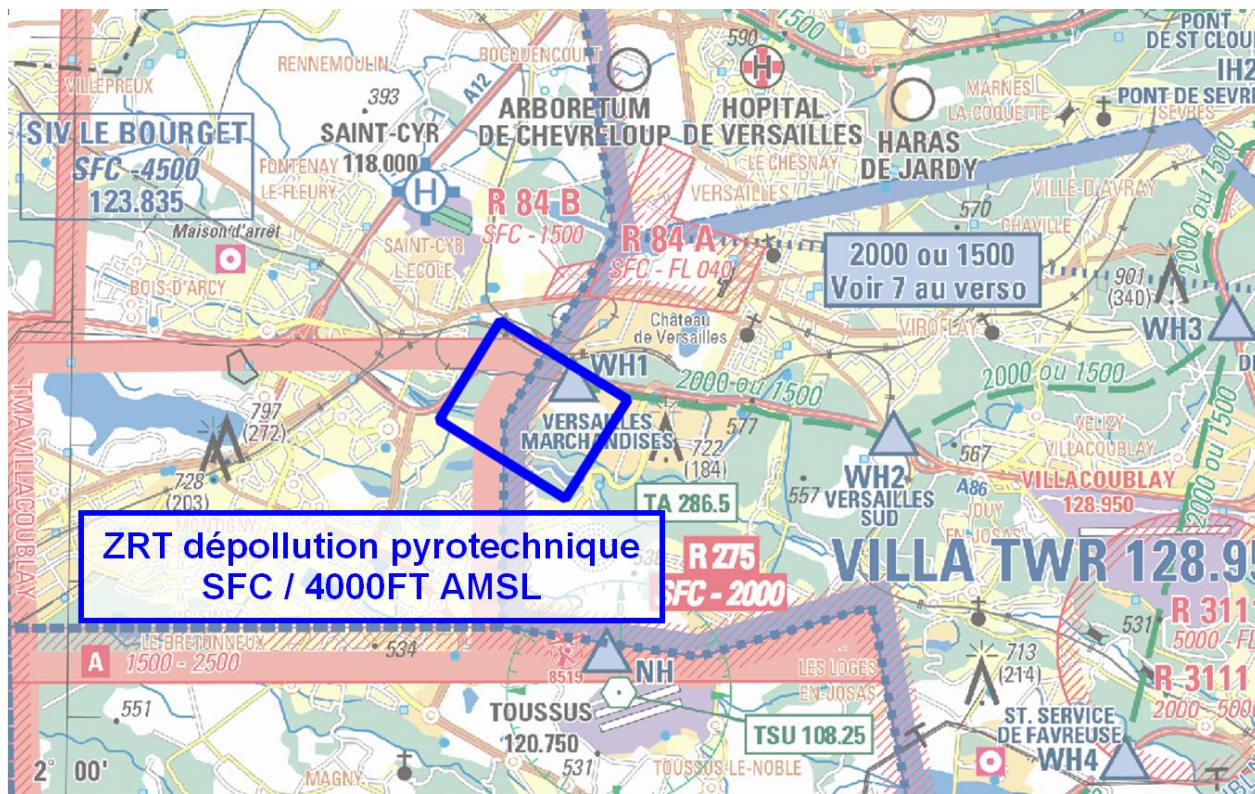 PONT
DE ST CLOU
590
1500
RENNEMOULIN
BOCQUENCOURT
IH2
VILLEPREUX
A12
MARNES
LA-COQUETTE
PONT DE SEVRE
393
ARBORETUM
DE CHEVRELOUP
HOPITAL
DE VERSAILLES
HARAS
DE JARDY
SEVRES
SIV LE BOURGET
SFC -4500
123.835
SAINT-CYR
118.000
FONTENAY
LE-FLEURY
LE CHESNAY
VERSAILLES
VILLE-D'AVRAY
2000 ou 1500
R 84 B
SFC - 1500
570
CHAVILLE
Maison d'arrêt
SAINT-CYR
L'ECOLE
R 84 A
SFC - FL 040
2000 ou 1500
Voir 7 au verso
901
(340)
BOIS-D'ARCY
Château
de Versailles
VIROFLAY
WH3
WH1
2000 ou 1500
2000 ou 1500
TMA VILLACOUBLAY
797
(272)
VERSAILLES
MARCHANDISES
577
VELIZY
VILLACOUBLAY
2000 ou 1500
722
(184)
728
(203)
WH2
VERSAILLES
SUD
567
A86
VILLACOUBLAY
128.950
557
TA 286.5
JOUY
EN-JOSAS
MONTIGNY
ZRT dépollution pyrotechnique
SFC / 4000FT AMSL
R 275
SFC - 2000
VILLA TWR 128.95
531
R 311
5000 - FL
LE-BRETONNEUX
A
1500 - 2500
534
8519
NH
LES LOGES
EN-JOSAS
713
(214)
R 3111
2000 - 5000
551
TOUSSUS
120.750
531
TSU 108.25
ST. SERVICE
DE FAVREUSE
WH4
2° 00'
MAGNY
TOUSSUS-LE-NOBLE